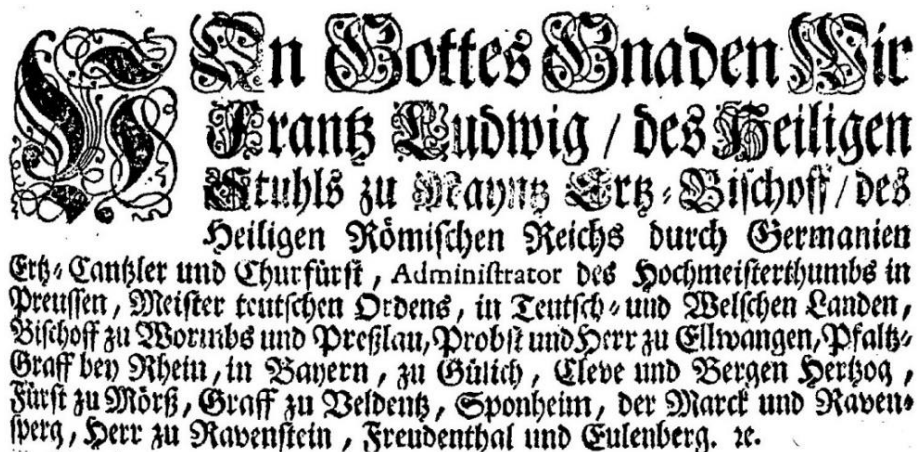 VOn Gottes Gnaden Wir
Frantz Ludwig / des Heiligen
Stuhls zu Mayntz Ertz-Bischoff / des
Heiligen Römischen Reichs durch Germanien
Ertz-Cantzler und Churfürst, Administrator des Hochmeisterthumbs in
Preussen, Meister teutschen Ordens, in Teutsch- und Welschen Landen,
Bischoff zu Wormbs und Preßlau, Probst und Herr zu Ellwangen, Pfaltz-
Graff bey Rhein, in Bayern, zu Gülich, Cleve und Bergen Hertzog,
Fürst zu Mörß, Graff zu Veldentz, Sponheim, der Marck und Raven-
sperg, Herr zu Ravenstein, Freudenthal und Eulenberg. ꝛc.